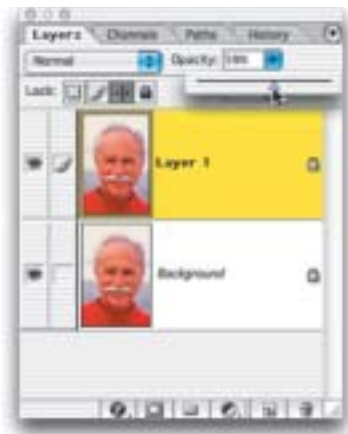 Layers Channels Paths History
Normal Opacity:
Lock:
Layer 1
Background